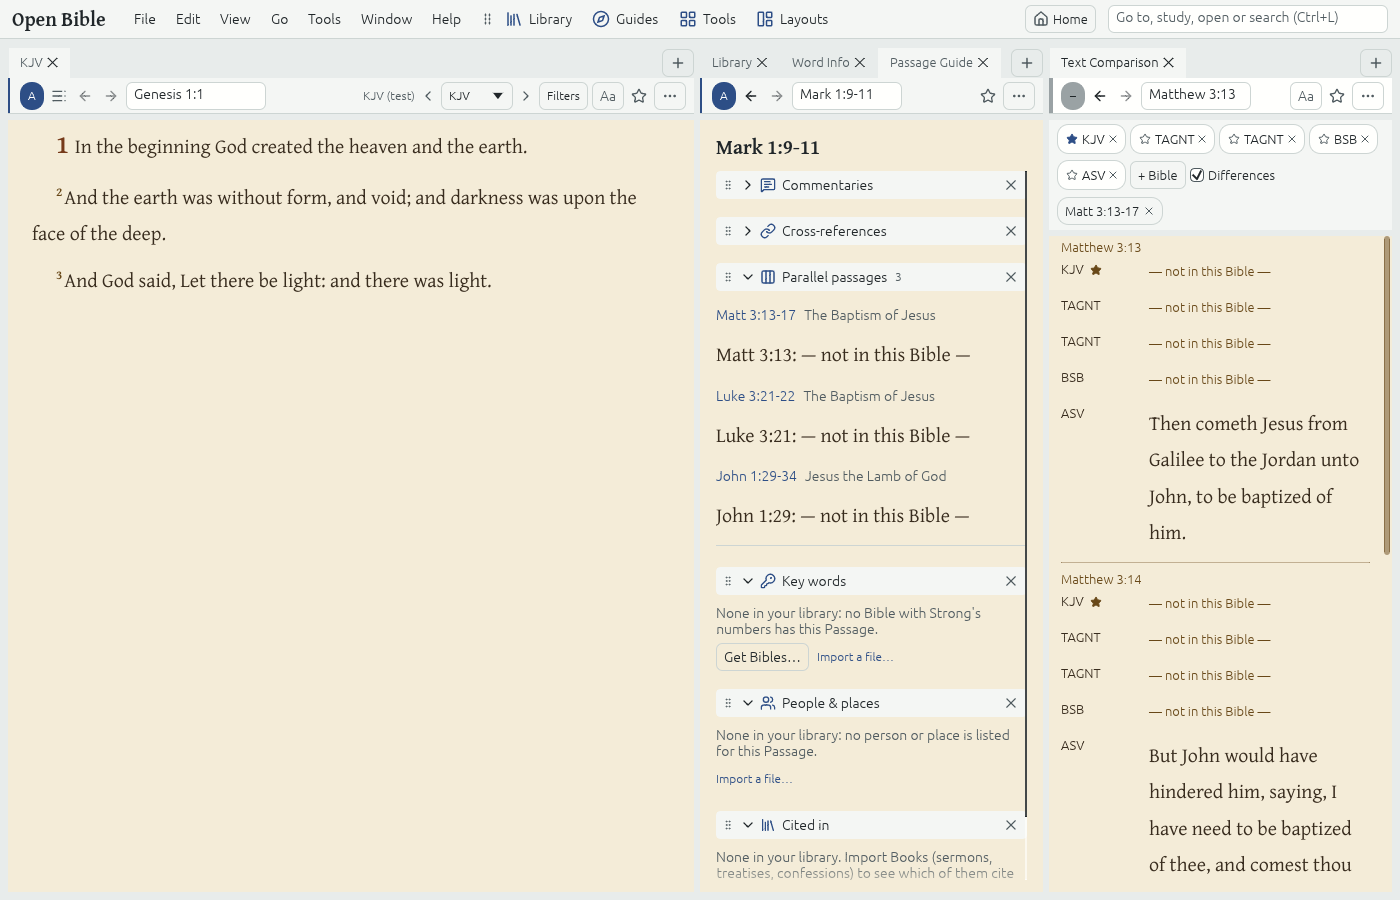 Open Bible File Edit View Go Tools Window Help Library Guides Tools Layouts Home Go to, study, open or search (Ctrl+L)
KJV
A Genesis 1:1 KJV (test) KJV Filters Aa
1 In the beginning God created the heaven and the earth.
2 And the earth was without form, and void; and darkness was upon the
face of the deep.
3 And God said, Let there be light: and there was light.
Library Word Info Passage Guide
A Mark 1:9-11
Mark 1:9-11
Commentaries
Cross-references
Parallel passages 3
Matt 3:13-17 The Baptism of Jesus
Matt 3:13: — not in this Bible —
Luke 3:21-22 The Baptism of Jesus
Luke 3:21: — not in this Bible —
John 1:29-34 Jesus the Lamb of God
John 1:29: — not in this Bible —
Key words
None in your library: no Bible with Strong's
numbers has this Passage.
Get Bibles… Import a file…
People & places
None in your library: no person or place is listed
for this Passage.
Import a file…
Cited in
None in your library. Import Books (sermons,
treatises, confessions) to see which of them cite
Text Comparison
– Matthew 3:13 Aa
KJV TAGNT TAGNT BSB
ASV + Bible Differences
Matt 3:13-17
Matthew 3:13
KJV — not in this Bible —
TAGNT — not in this Bible —
TAGNT — not in this Bible —
BSB — not in this Bible —
ASV Then cometh Jesus from
Galilee to the Jordan unto
John, to be baptized of
him.
Matthew 3:14
KJV — not in this Bible —
TAGNT — not in this Bible —
TAGNT — not in this Bible —
BSB — not in this Bible —
ASV But John would have
hindered him, saying, I
have need to be baptized
of thee, and comest thou